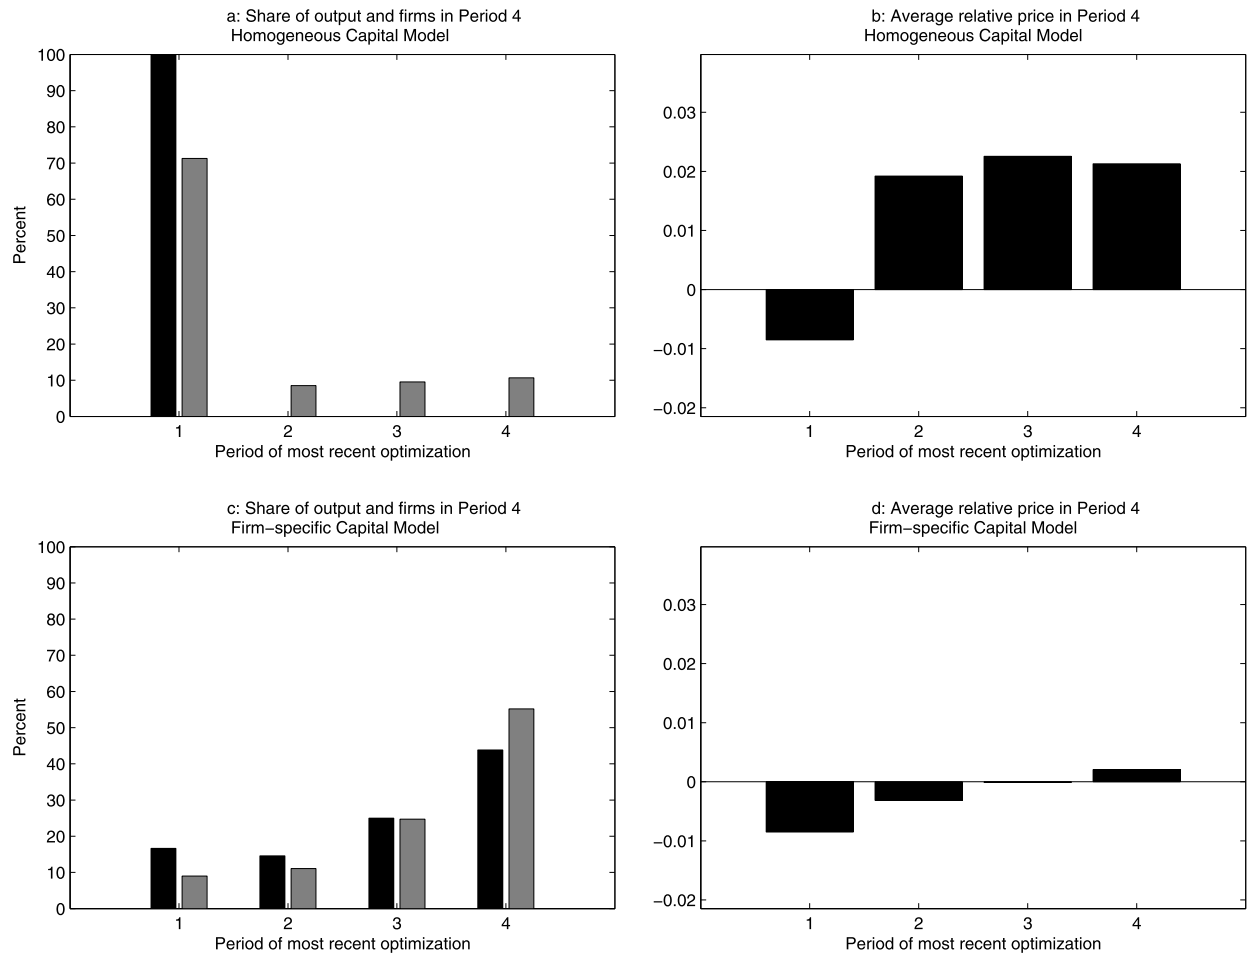 a: Share of output and firms in Period 4
Homogeneous Capital Model
100
90
80
70
60
50
40
30
20
10
0
Percent
1 2 3 4
Period of most recent optimization
b: Average relative price in Period 4
Homogeneous Capital Model
0.03
0.02
0.01
0
−0.01
−0.02
1 2 3 4
Period of most recent optimization
c: Share of output and firms in Period 4
Firm−specific Capital Model
100
90
80
70
60
50
40
30
20
10
0
Percent
1 2 3 4
Period of most recent optimization
d: Average relative price in Period 4
Firm−specific Capital Model
0.03
0.02
0.01
0
−0.01
−0.02
1 2 3 4
Period of most recent optimization